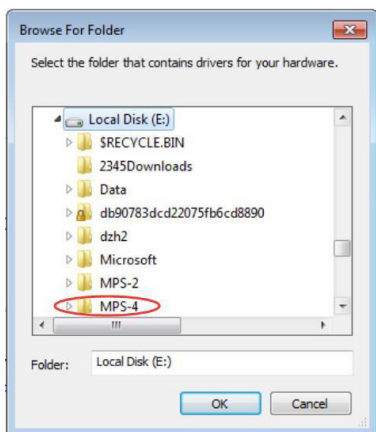 Browse For Folder
Select the folder that contains drivers for your hardware.
Local Disk (E:)
$RECYCLE.BIN
2345Downloads
Data
db90783dcd22075fb6cd8890
dzh2
Microsoft
MPS-2
MPS-4
Folder: Local Disk (E:)
OK Cancel